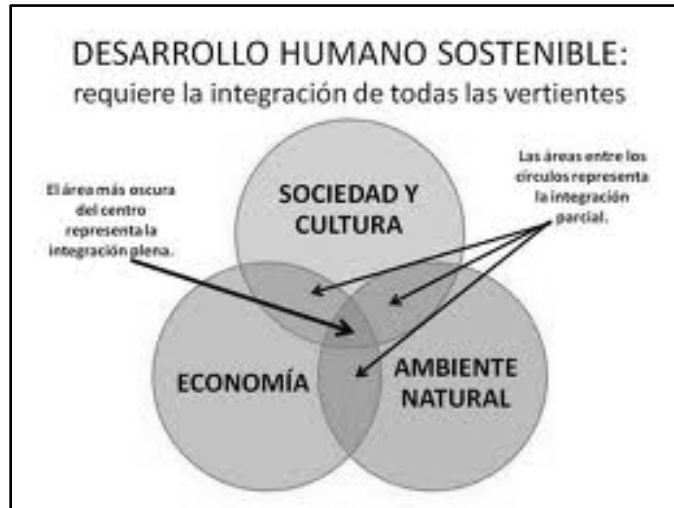 DESARROLLO HUMANO SOSTENIBLE:
requiere la integración de todas las vertientes
El área más oscura
del centro
representa la
integración plena.
Las áreas entre los
círculos representa
la integración
parcial.
SOCIEDAD Y
CULTURA
ECONOMÍA
AMBIENTE
NATURAL